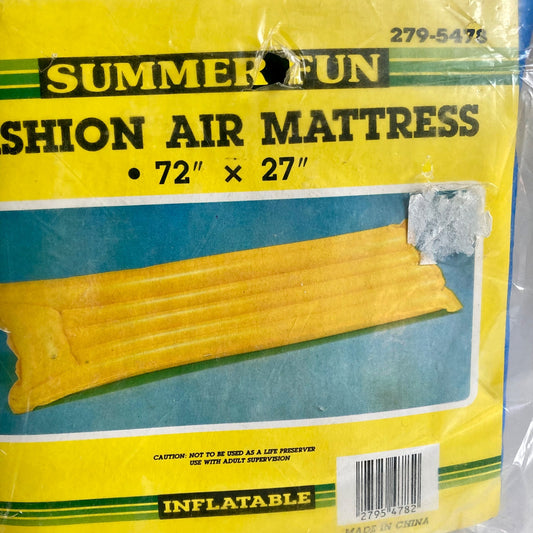 279-5478
SUMMER FUN
SHION AIR MATTRESS
• 72" × 27"
CAUTION: NOT TO BE USED AS A LIFE PRESERVER
USE WITH ADULT SUPERVISION
INFLATABLE
2795 4782
MADE IN CHINA